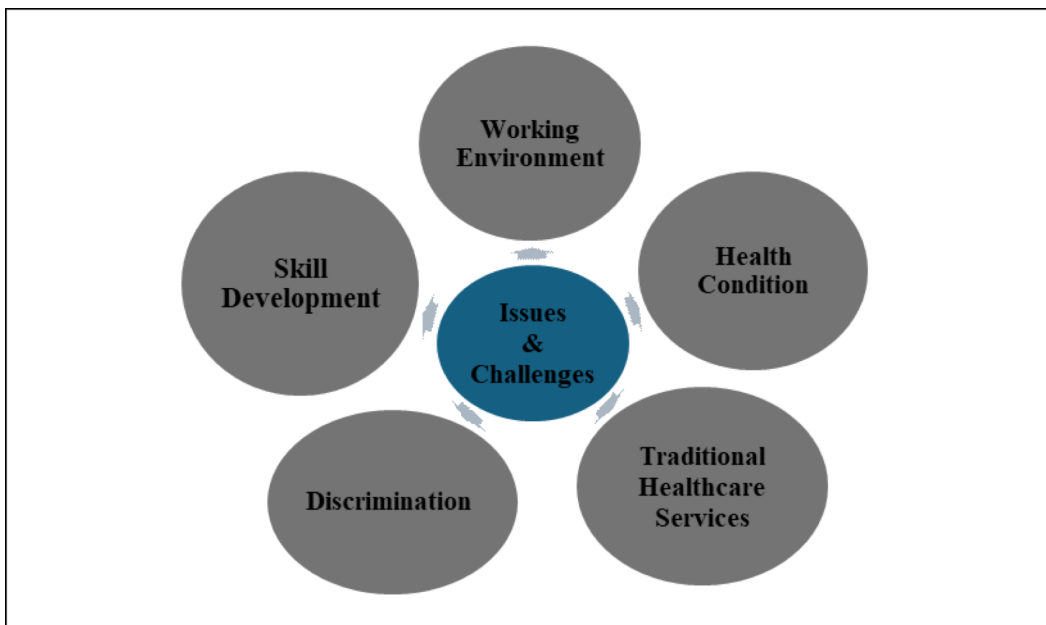 Working
Environment
Health
Condition
Skill
Development
Issues
&
Challenges
Traditional
Healthcare
Services
Discrimination